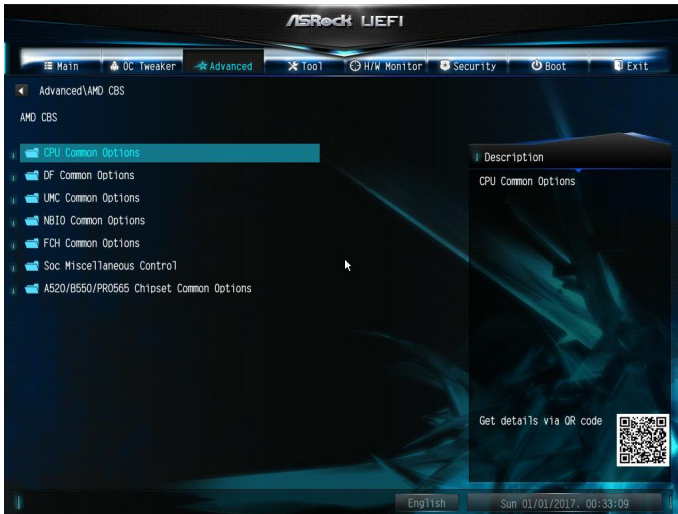 ASRock UEFI
Main OC Tweaker Advanced Tool H/W Monitor Security Boot Exit
Advanced\AMD CBS
AMD CBS
CPU Common Options
DF Common Options
UMC Common Options
NBIO Common Options
FCH Common Options
Soc Miscellaneous Control
A520/B550/PRO565 Chipset Common Options
Description
CPU Common Options
Get details via QR code
English
Sun 01/01/2017. 00:33:09